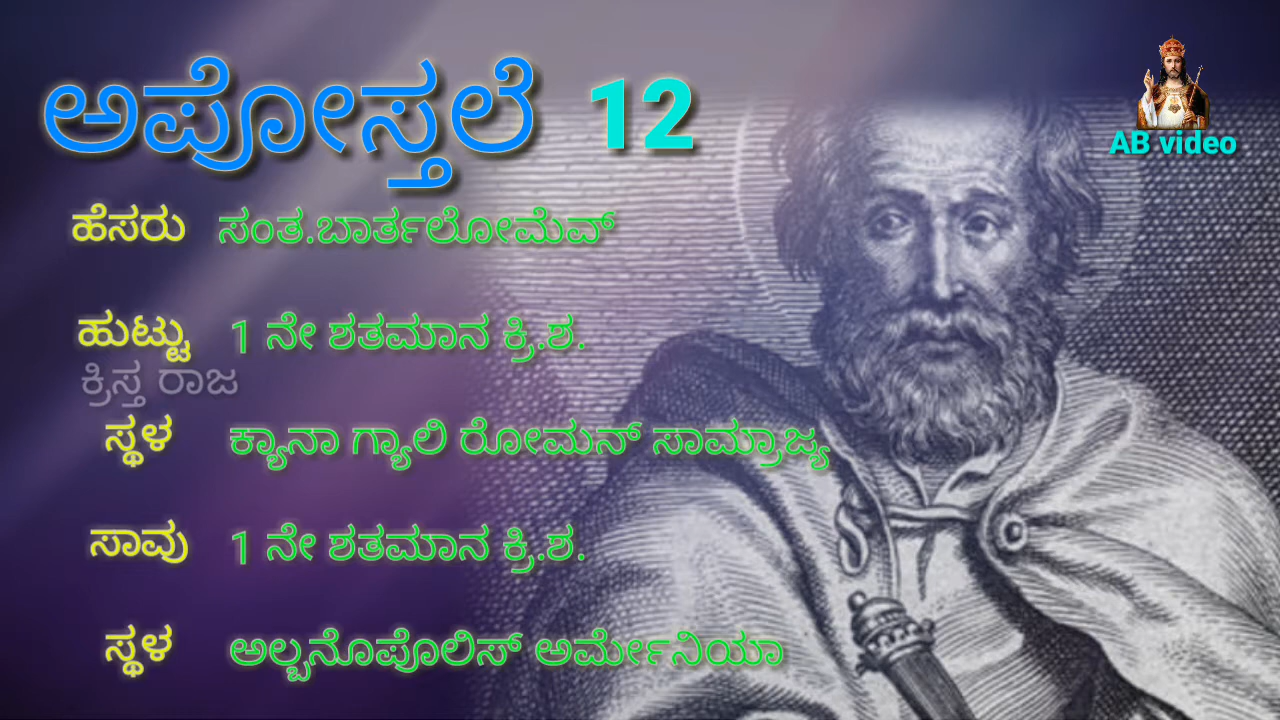 ಅಪೋಸ್ತಲೆ 12
AB video
ಹೆಸರು ಸಂತ.ಬಾರ್ತಲೋಮೆವ್
ಹುಟ್ಟು 1 ನೇ ಶತಮಾನ ಕ್ರಿ.ಶ.
ಕ್ರಿಸ್ತ ರಾಜ
ಸ್ಥಳ ಕ್ಯಾನಾ ಗ್ಯಾಲಿ ರೋಮನ್ ಸಾಮ್ರಾಜ್ಯ
ಸಾವು 1 ನೇ ಶತಮಾನ ಕ್ರಿ.ಶ.
ಸ್ಥಳ ಅಲ್ಬನೊಪೊಲಿಸ್ ಅರ್ಮೇನಿಯಾ